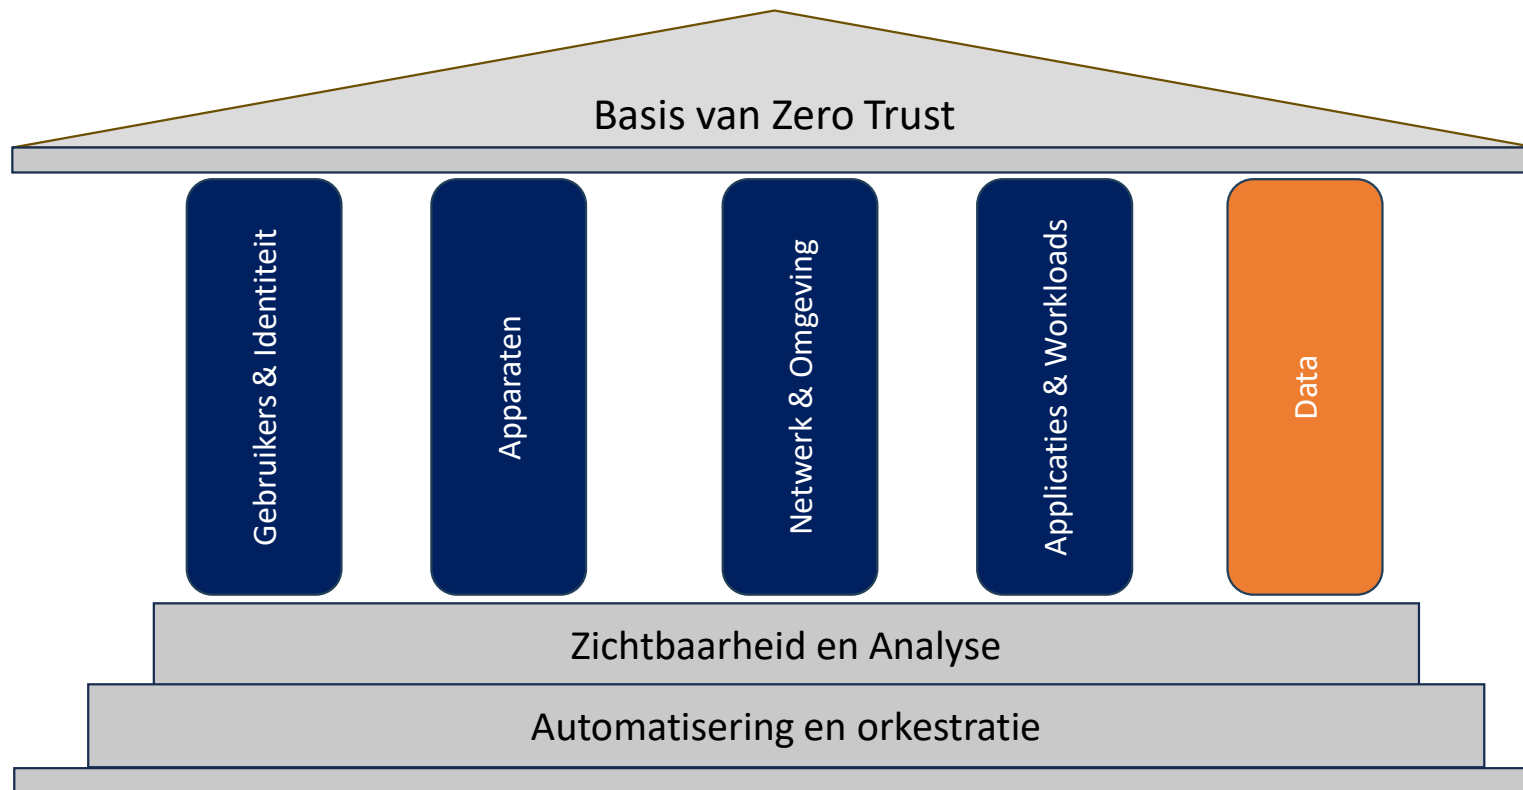 Basis van Zero Trust
Gebruikers & Identiteit
Apparaten
Netwerk & Omgeving
Applicaties & Workloads
Data
Zichtbaarheid en Analyse
Automatisering en orkestratie